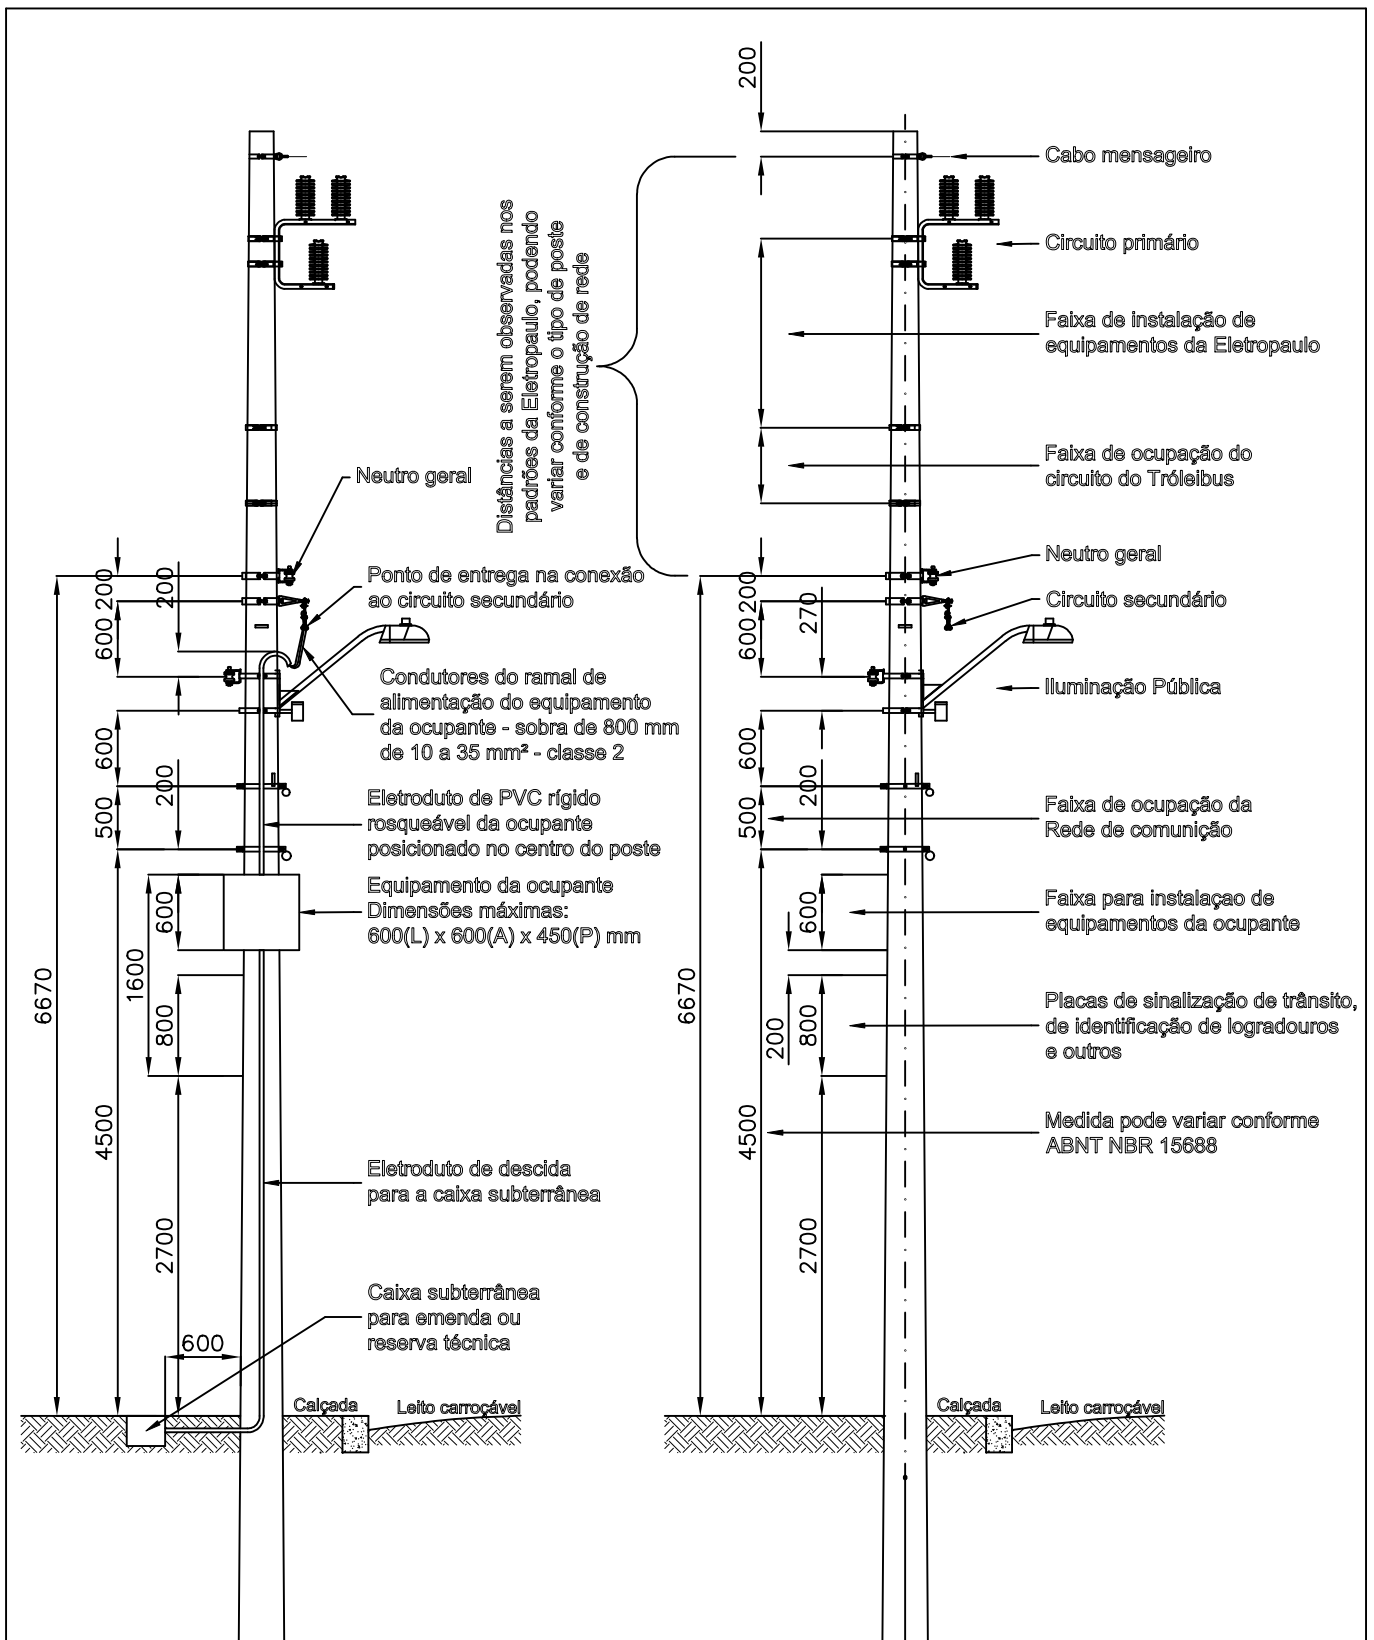 200
Cabo mensageiro
Circuito primário
Faixa de instalação de
equipamentos da Eletropaulo
Faixa de ocupação do
circuito do Tróleibus
Distâncias a serem observadas nos
padrões da Eletropaulo, podendo
variar conforme o tipo de poste
e de construção de rede
Neutro geral
Ponto de entrega na conexão
ao circuito secundário
Condutores do ramal de
alimentação do equipamento
da ocupante - sobra de 800 mm
de 10 a 35 mm² - classe 2
Eletroduto de PVC rígido
rosqueável da ocupante
posicionado no centro do poste
Equipamento da ocupante
Dimensões máximas:
600(L) x 600(A) x 450(P) mm
Eletroduto de descida
para a caixa subterrânea
Caixa subterrânea
para emenda ou
reserva técnica
200
200
600
600
200
500
600
1600
800
6670
4500
2700
600
Calçada
Leito carroçável
Neutro geral
Circuito secundário
Iluminação Pública
Faixa de ocupação da
Rede de comunição
Faixa para instalaçao de
equipamentos da ocupante
Placas de sinalização de trânsito,
de identificação de logradouros
e outros
Medida pode variar conforme
ABNT NBR 15688
200
270
600
600
200
500
600
200
800
6670
4500
2700
Calçada
Leito carroçável